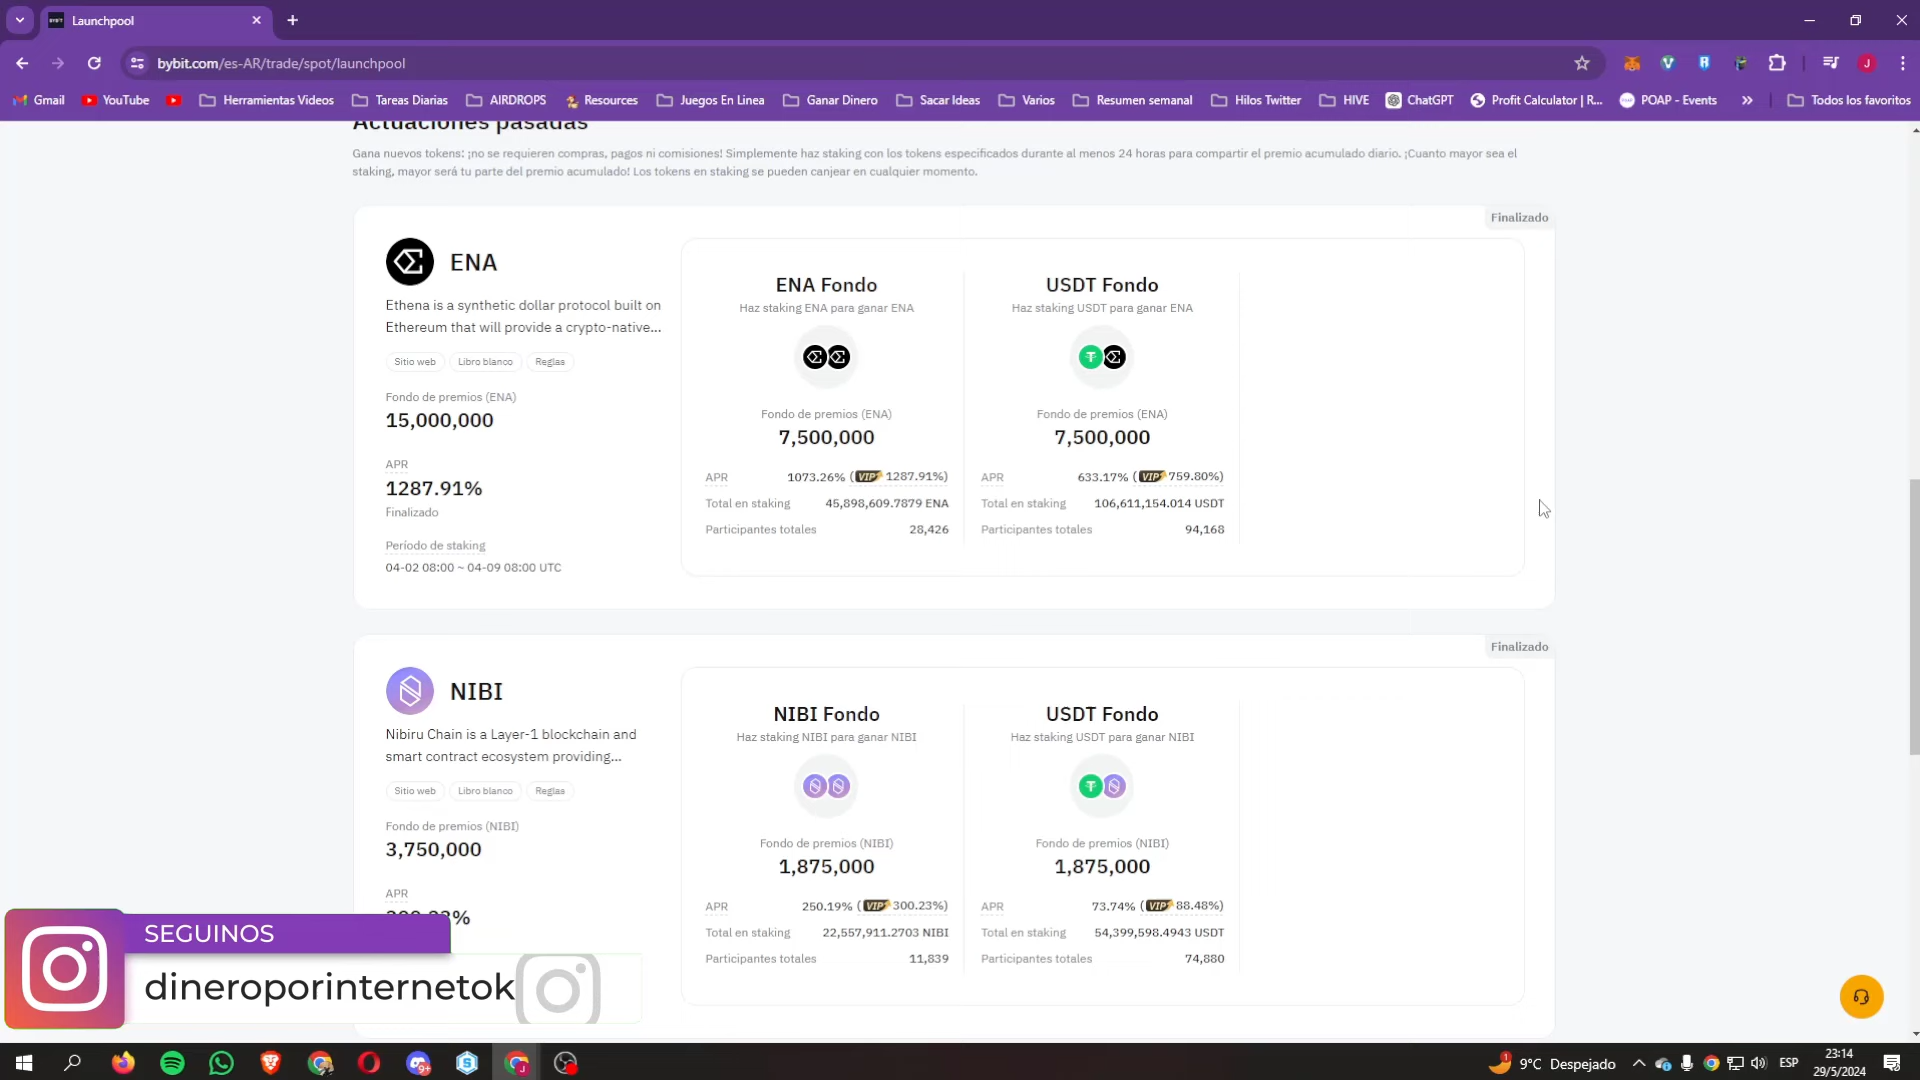 Launchpool
bybit.com/es-AR/trade/spot/launchpool
J
Gmail
YouTube
Herramientas Videos
Tareas Diarias
AIRDROPS
Resources
Juegos En Linea
Ganar Dinero
Sacar Ideas
Varios
Resumen semanal
Hilos Twitter
HIVE
ChatGPT
Profit Calculator | R...
POAP - Events
Todos los favoritos
Actuaciones pasadas
Gana nuevos tokens: ¡no se requieren compras, pagos ni comisiones! Simplemente haz staking con los tokens especificados durante al menos 24 horas para compartir el premio acumulado diario. ¡Cuanto mayor sea el
staking, mayor será tu parte del premio acumulado! Los tokens en staking se pueden canjear en cualquier momento.
Finalizado
ENA
Ethena is a synthetic dollar protocol built on
Ethereum that will provide a crypto-native...
Sitio web
Libro blanco
Reglas
Fondo de premios (ENA)
15,000,000
APR
1287.91%
Finalizado
Período de staking
04-02 08:00 ~ 04-09 08:00 UTC
ENA Fondo
Haz staking ENA para ganar ENA
Fondo de premios (ENA)
7,500,000
APR 1073.26% (VIP 1287.91%)
Total en staking 45,898,609.7879 ENA
Participantes totales 28,426
USDT Fondo
Haz staking USDT para ganar ENA
Fondo de premios (ENA)
7,500,000
APR 633.17% (VIP 759.80%)
Total en staking 106,611,154.014 USDT
Participantes totales 94,168
Finalizado
NIBI
Nibiru Chain is a Layer-1 blockchain and
smart contract ecosystem providing...
Sitio web
Libro blanco
Reglas
Fondo de premios (NIBI)
3,750,000
APR
NIBI Fondo
Haz staking NIBI para ganar NIBI
Fondo de premios (NIBI)
1,875,000
APR 250.19% (VIP 300.23%)
Total en staking 22,557,911.2703 NIBI
Participantes totales 11,839
USDT Fondo
Haz staking USDT para ganar NIBI
Fondo de premios (NIBI)
1,875,000
APR 73.74% (VIP 88.48%)
Total en staking 54,399,598.4943 USDT
Participantes totales 74,880
SEGUINOS
dineroporinternetok
9°C Despejado
ESP
23:14
29/5/2024